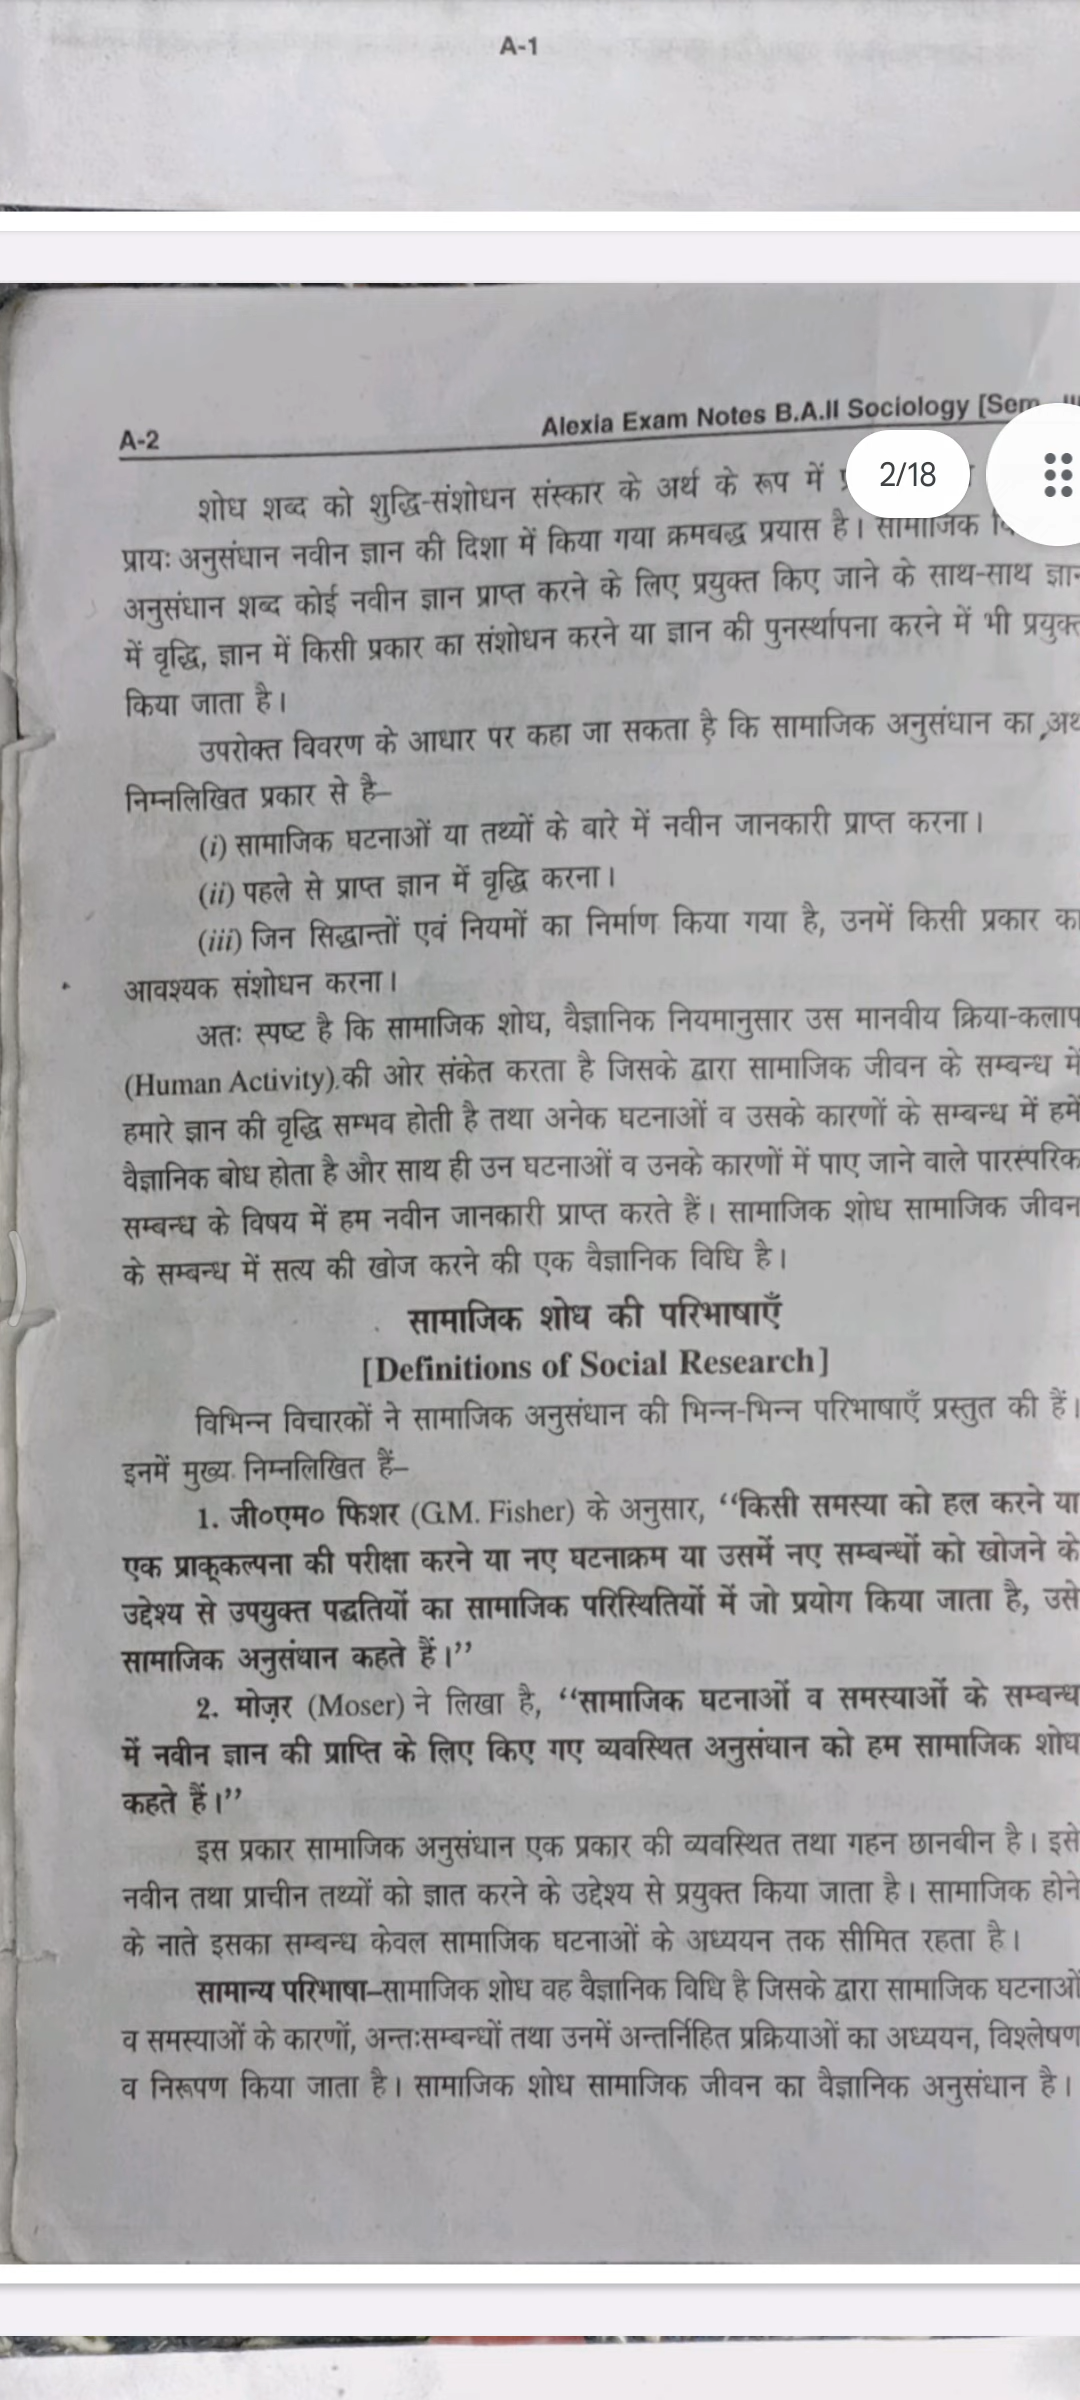 A-1
Alexia Exam Notes B.A.II Sociology [Sem.
A-2
2/18
शोध शब्द को शुद्धि-संशोधन संस्कार के अर्थ के रूप में
प्रायः अनुसंधान नवीन ज्ञान की दिशा में किया गया क्रमबद्ध प्रयास है। सामाजिक
अनुसंधान शब्द कोई नवीन ज्ञान प्राप्त करने के लिए प्रयुक्त किए जाने के साथ-साथ ज्ञान
में वृद्धि, ज्ञान में किसी प्रकार का संशोधन करने या ज्ञान की पुनर्स्थापना करने में भी प्रयुक्त
किया जाता है।
उपरोक्त विवरण के आधार पर कहा जा सकता है कि सामाजिक अनुसंधान का अर्थ
निम्नलिखित प्रकार से है–
(i) सामाजिक घटनाओं या तथ्यों के बारे में नवीन जानकारी प्राप्त करना।
(ii) पहले से प्राप्त ज्ञान में वृद्धि करना।
(iii) जिन सिद्धान्तों एवं नियमों का निर्माण किया गया है, उनमें किसी प्रकार का
आवश्यक संशोधन करना।
अतः स्पष्ट है कि सामाजिक शोध, वैज्ञानिक नियमानुसार उस मानवीय क्रिया-कलाप
(Human Activity) की ओर संकेत करता है जिसके द्वारा सामाजिक जीवन के सम्बन्ध में
हमारे ज्ञान की वृद्धि सम्भव होती है तथा अनेक घटनाओं व उसके कारणों के सम्बन्ध में हमें
वैज्ञानिक बोध होता है और साथ ही उन घटनाओं व उनके कारणों में पाए जाने वाले पारस्परिक
सम्बन्ध के विषय में हम नवीन जानकारी प्राप्त करते हैं। सामाजिक शोध सामाजिक जीवन
के सम्बन्ध में सत्य की खोज करने की एक वैज्ञानिक विधि है।
सामाजिक शोध की परिभाषाएँ
[Definitions of Social Research]
विभिन्न विचारकों ने सामाजिक अनुसंधान की भिन्न-भिन्न परिभाषाएँ प्रस्तुत की हैं।
इनमें मुख्य निम्नलिखित हैं–
1. जी०एम० फिशर (G.M. Fisher) के अनुसार, “किसी समस्या को हल करने या
एक प्राक्कल्पना की परीक्षा करने या नए घटनाक्रम या उसमें नए सम्बन्धों को खोजने के
उद्देश्य से उपयुक्त पद्धतियों का सामाजिक परिस्थितियों में जो प्रयोग किया जाता है, उसे
सामाजिक अनुसंधान कहते हैं।”
2. मोज़र (Moser) ने लिखा है, “सामाजिक घटनाओं व समस्याओं के सम्बन्ध
में नवीन ज्ञान की प्राप्ति के लिए किए गए व्यवस्थित अनुसंधान को हम सामाजिक शोध
कहते हैं।”
इस प्रकार सामाजिक अनुसंधान एक प्रकार की व्यवस्थित तथा गहन छानबीन है। इसे
नवीन तथा प्राचीन तथ्यों को ज्ञात करने के उद्देश्य से प्रयुक्त किया जाता है। सामाजिक होने
के नाते इसका सम्बन्ध केवल सामाजिक घटनाओं के अध्ययन तक सीमित रहता है।
सामान्य परिभाषा–सामाजिक शोध वह वैज्ञानिक विधि है जिसके द्वारा सामाजिक घटनाओं
व समस्याओं के कारणों, अन्तःसम्बन्धों तथा उनमें अन्तर्निहित प्रक्रियाओं का अध्ययन, विश्लेषण
व निरूपण किया जाता है। सामाजिक शोध सामाजिक जीवन का वैज्ञानिक अनुसंधान है।